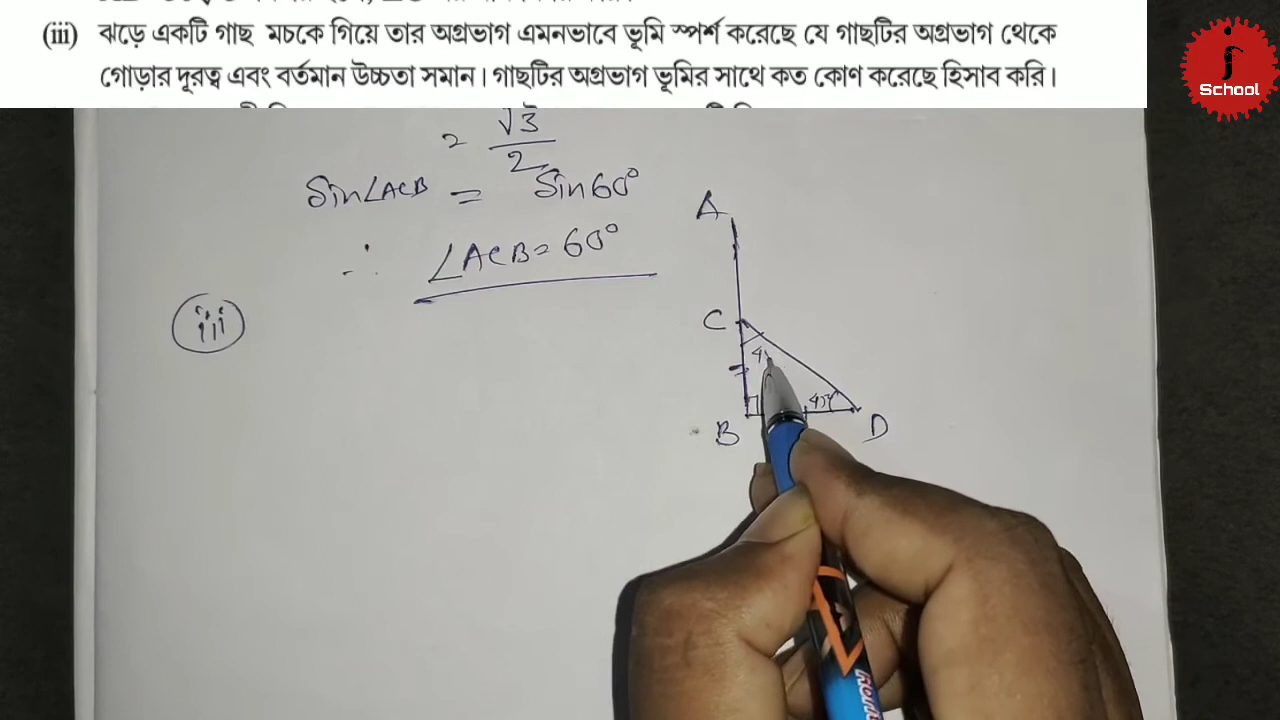 (iii) ঝড়ে একটি গাছ মচকে গিয়ে তার অগ্রভাগ এমনভাবে ভূমি স্পর্শ করেছে যে গাছটির অগ্রভাগ থেকে
গোড়ার দূরত্ব এবং বর্তমান উচ্চতা সমান। গাছটির অগ্রভাগ ভূমির সাথে কত কোণ করেছে হিসাব করি।
School
= √3/2
Sin∠ACB = Sin60°
∴ ∠ACB = 60°
iii
A
C
B
D